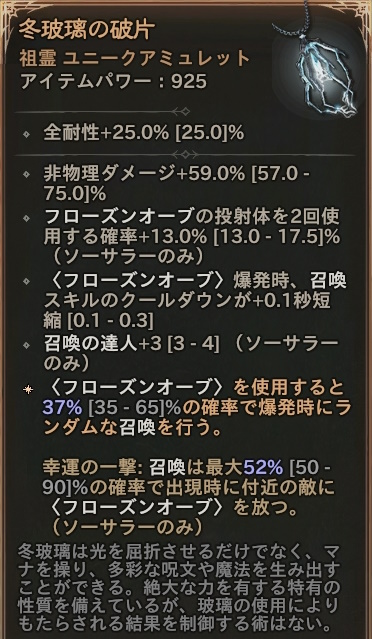 冬玻璃の破片
祖霊 ユニークアミュレット
アイテムパワー：925
全耐性+25.0% [25.0]%
非物理ダメージ+59.0% [57.0 -
75.0]%
フローズンオーブの投射体を2回使
用する確率+13.0% [13.0 - 17.5]%
（ソーサラーのみ）
〈フローズンオーブ〉爆発時、召喚
スキルのクールダウンが+0.1秒短
縮 [0.1 - 0.3]
召喚の達人+3 [3 - 4] （ソーサラー
のみ）
〈フローズンオーブ〉を使用すると
37% [35 - 65]%の確率で爆発時にラ
ンダムな召喚を行う。
幸運の一撃: 召喚は最大52% [50 -
90]%の確率で出現時に付近の敵に
〈フローズンオーブ〉を放つ。
（ソーサラーのみ）
冬玻璃は光を屈折させるだけでなく、マ
ナを操り、多彩な呪文や魔法を生み出す
ことができる。絶大な力を有する特有の
性質を備えているが、玻璃の使用により
もたらされる結果を制御する術はない。